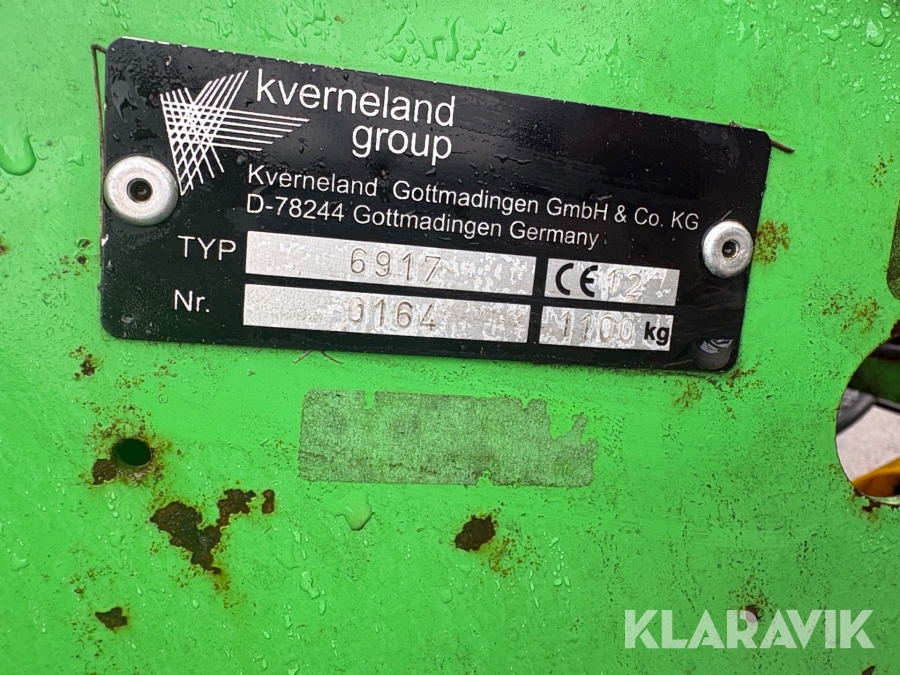 kverneland
group
Kverneland Gottmadingen GmbH & Co. KG
D-78244 Gottmadingen Germany
TYP 6917 CE 12
Nr. 0164 1100 kg
KLARAVIK